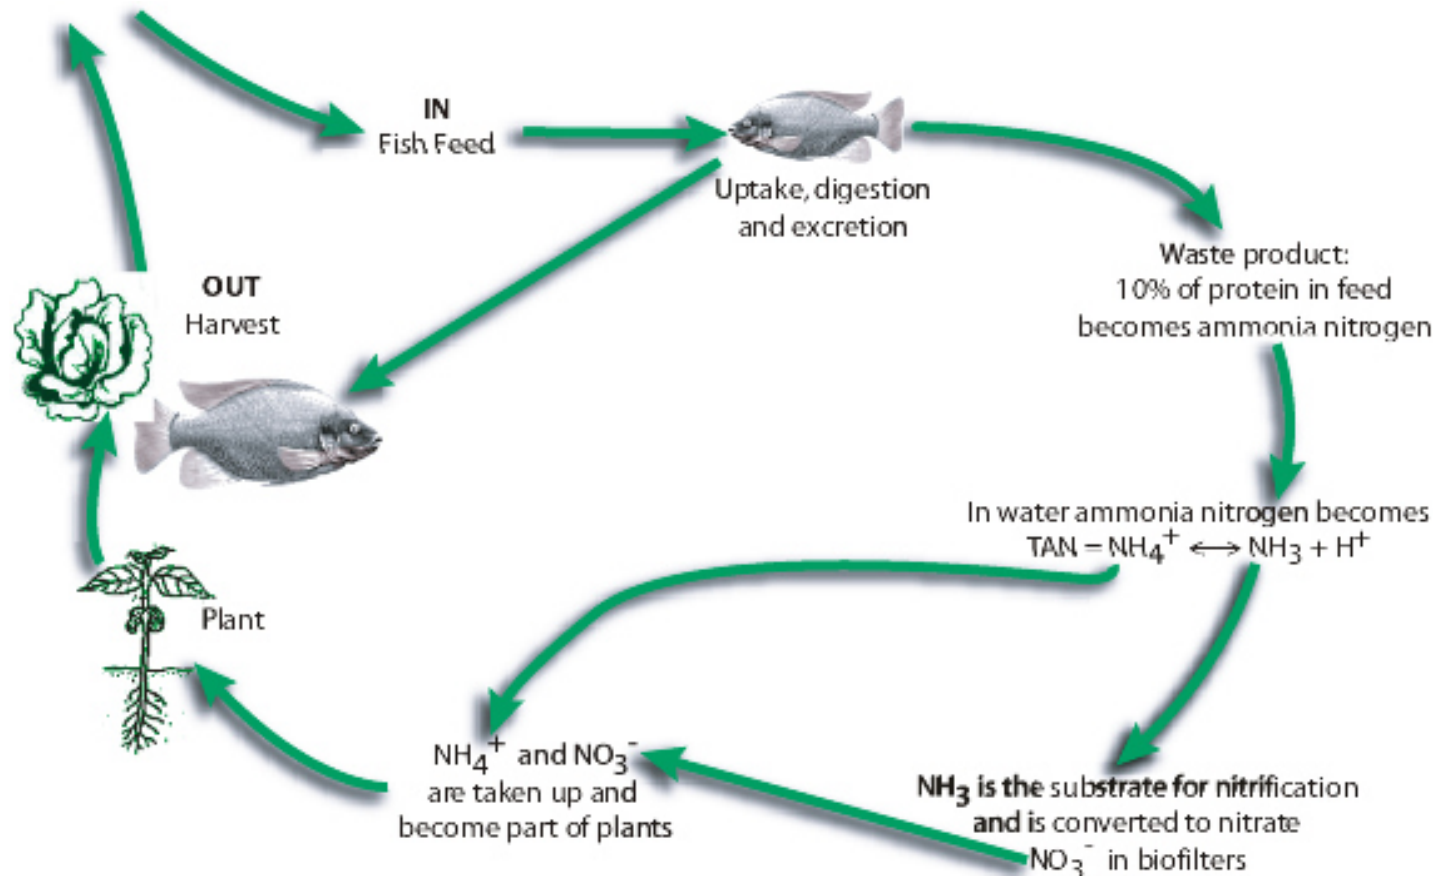 IN
Fish Feed
Uptake, digestion
and excretion
Waste product:
10% of protein in feed
becomes ammonia nitrogen
OUT
Harvest
In water ammonia nitrogen becomes
TAN = NH₄⁺ ↔ NH₃ + H⁺
Plant
NH₄⁺ and NO₃⁻
are taken up and
become part of plants
NH₃ is the substrate for nitrification
and is converted to nitrate
NO₃⁻ in biofilters